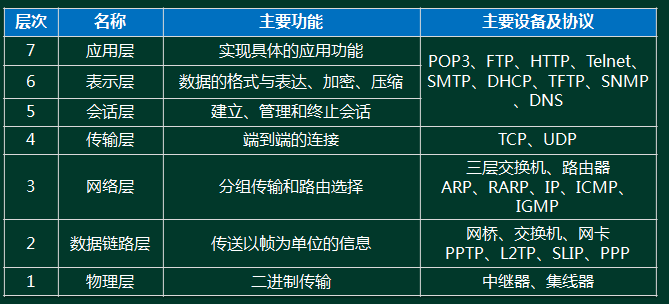 层次 名称 主要功能 主要设备及协议
7 应用层 实现具体的应用功能
POP3、FTP、HTTP、Telnet、
SMTP、DHCP、TFTP、SNMP
、DNS
6 表示层 数据的格式与表达、加密、压缩
5 会话层 建立、管理和终止会话
4 传输层 端到端的连接 TCP、UDP
3 网络层 分组传输和路由选择
三层交换机、路由器
ARP、RARP、IP、ICMP、
IGMP
2 数据链路层 传送以帧为单位的信息
网桥、交换机、网卡
PPTP、L2TP、SLIP、PPP
1 物理层 二进制传输 中继器、集线器